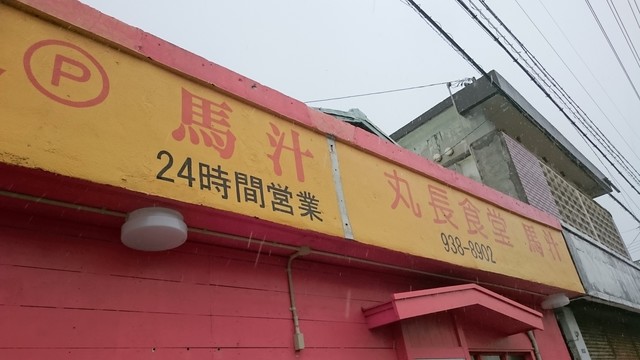 Ⓟ
馬汁
24時間営業
丸長食堂 馬汁
938-8902